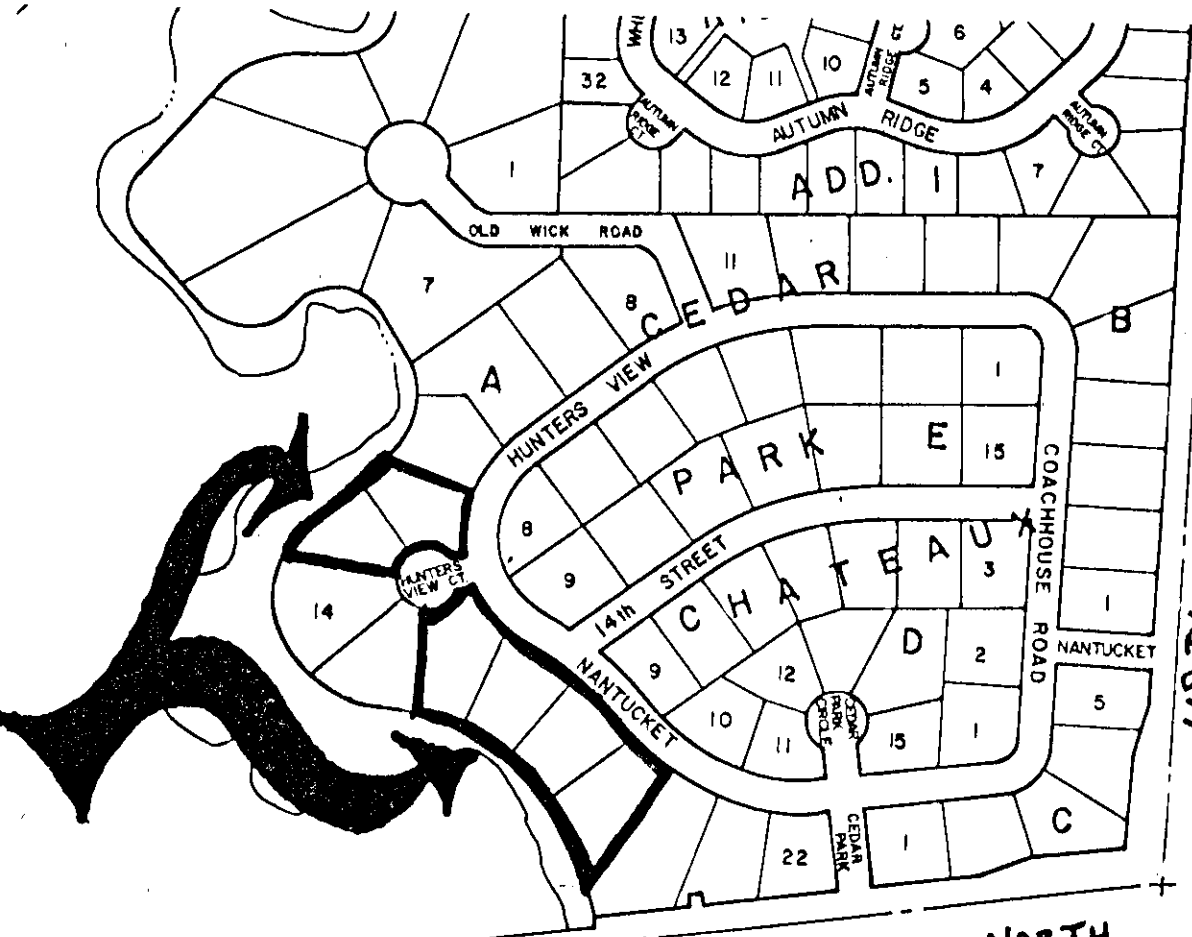 13
6
32
12
11
10
5
4
AUTUMN
RIDGE CT.
AUTUMN
RIDGE
CT.
AUTUMN RIDGE
AUTUMN
RIDGE CT.
1
ADD. 1
7
OLD WICK ROAD
11
7
8
CEDAR
B
A
HUNTERS VIEW
1
PARK
E
15
COACHHOUSE ROAD
8
9
14th STREET
CHATEAUX
3
HUNTERS
VIEW CT.
14
1
D
9
12
2
NANTUCKET
NANTUCKET
10
11
CEDAR
PARK
CIRCLE
15
1
5
CEDAR
PARK
22
1
C
NORTH